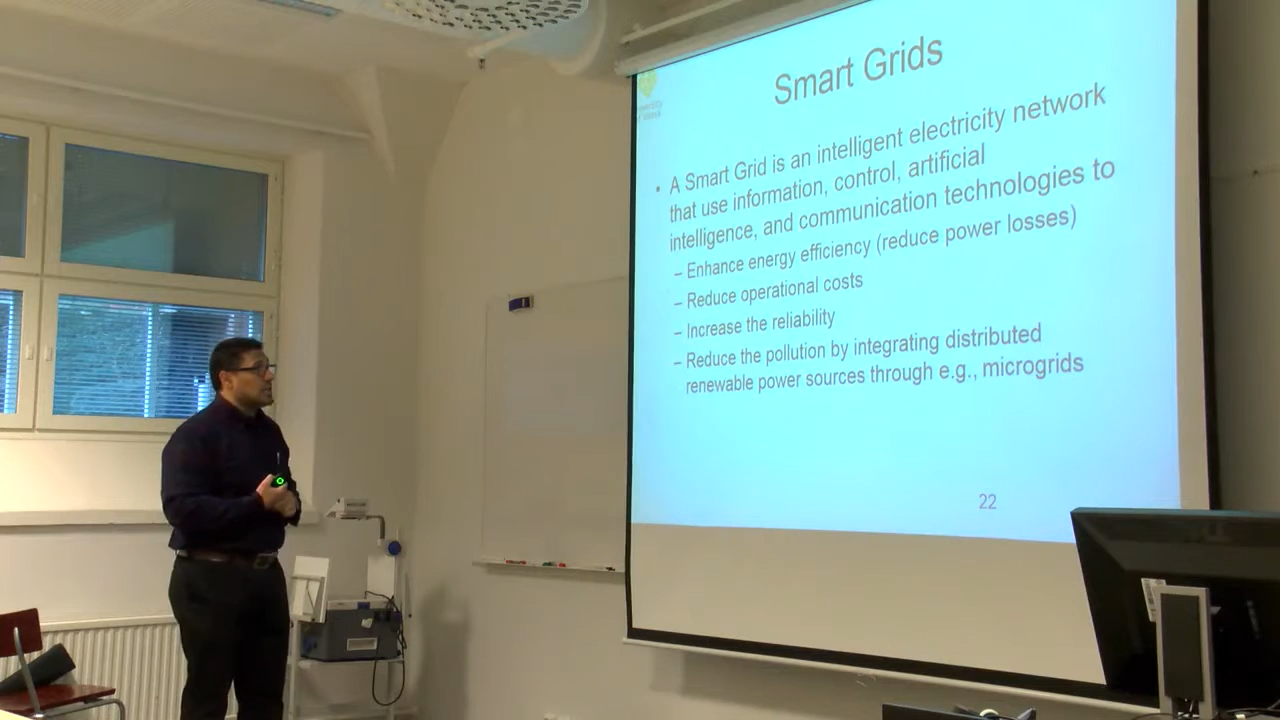 Smart Grids
• A Smart Grid is an intelligent electricity network
that use information, control, artificial
intelligence, and communication technologies to
– Enhance energy efficiency (reduce power losses)
– Reduce operational costs
– Increase the reliability
– Reduce the pollution by integrating distributed
renewable power sources through e.g., microgrids
22